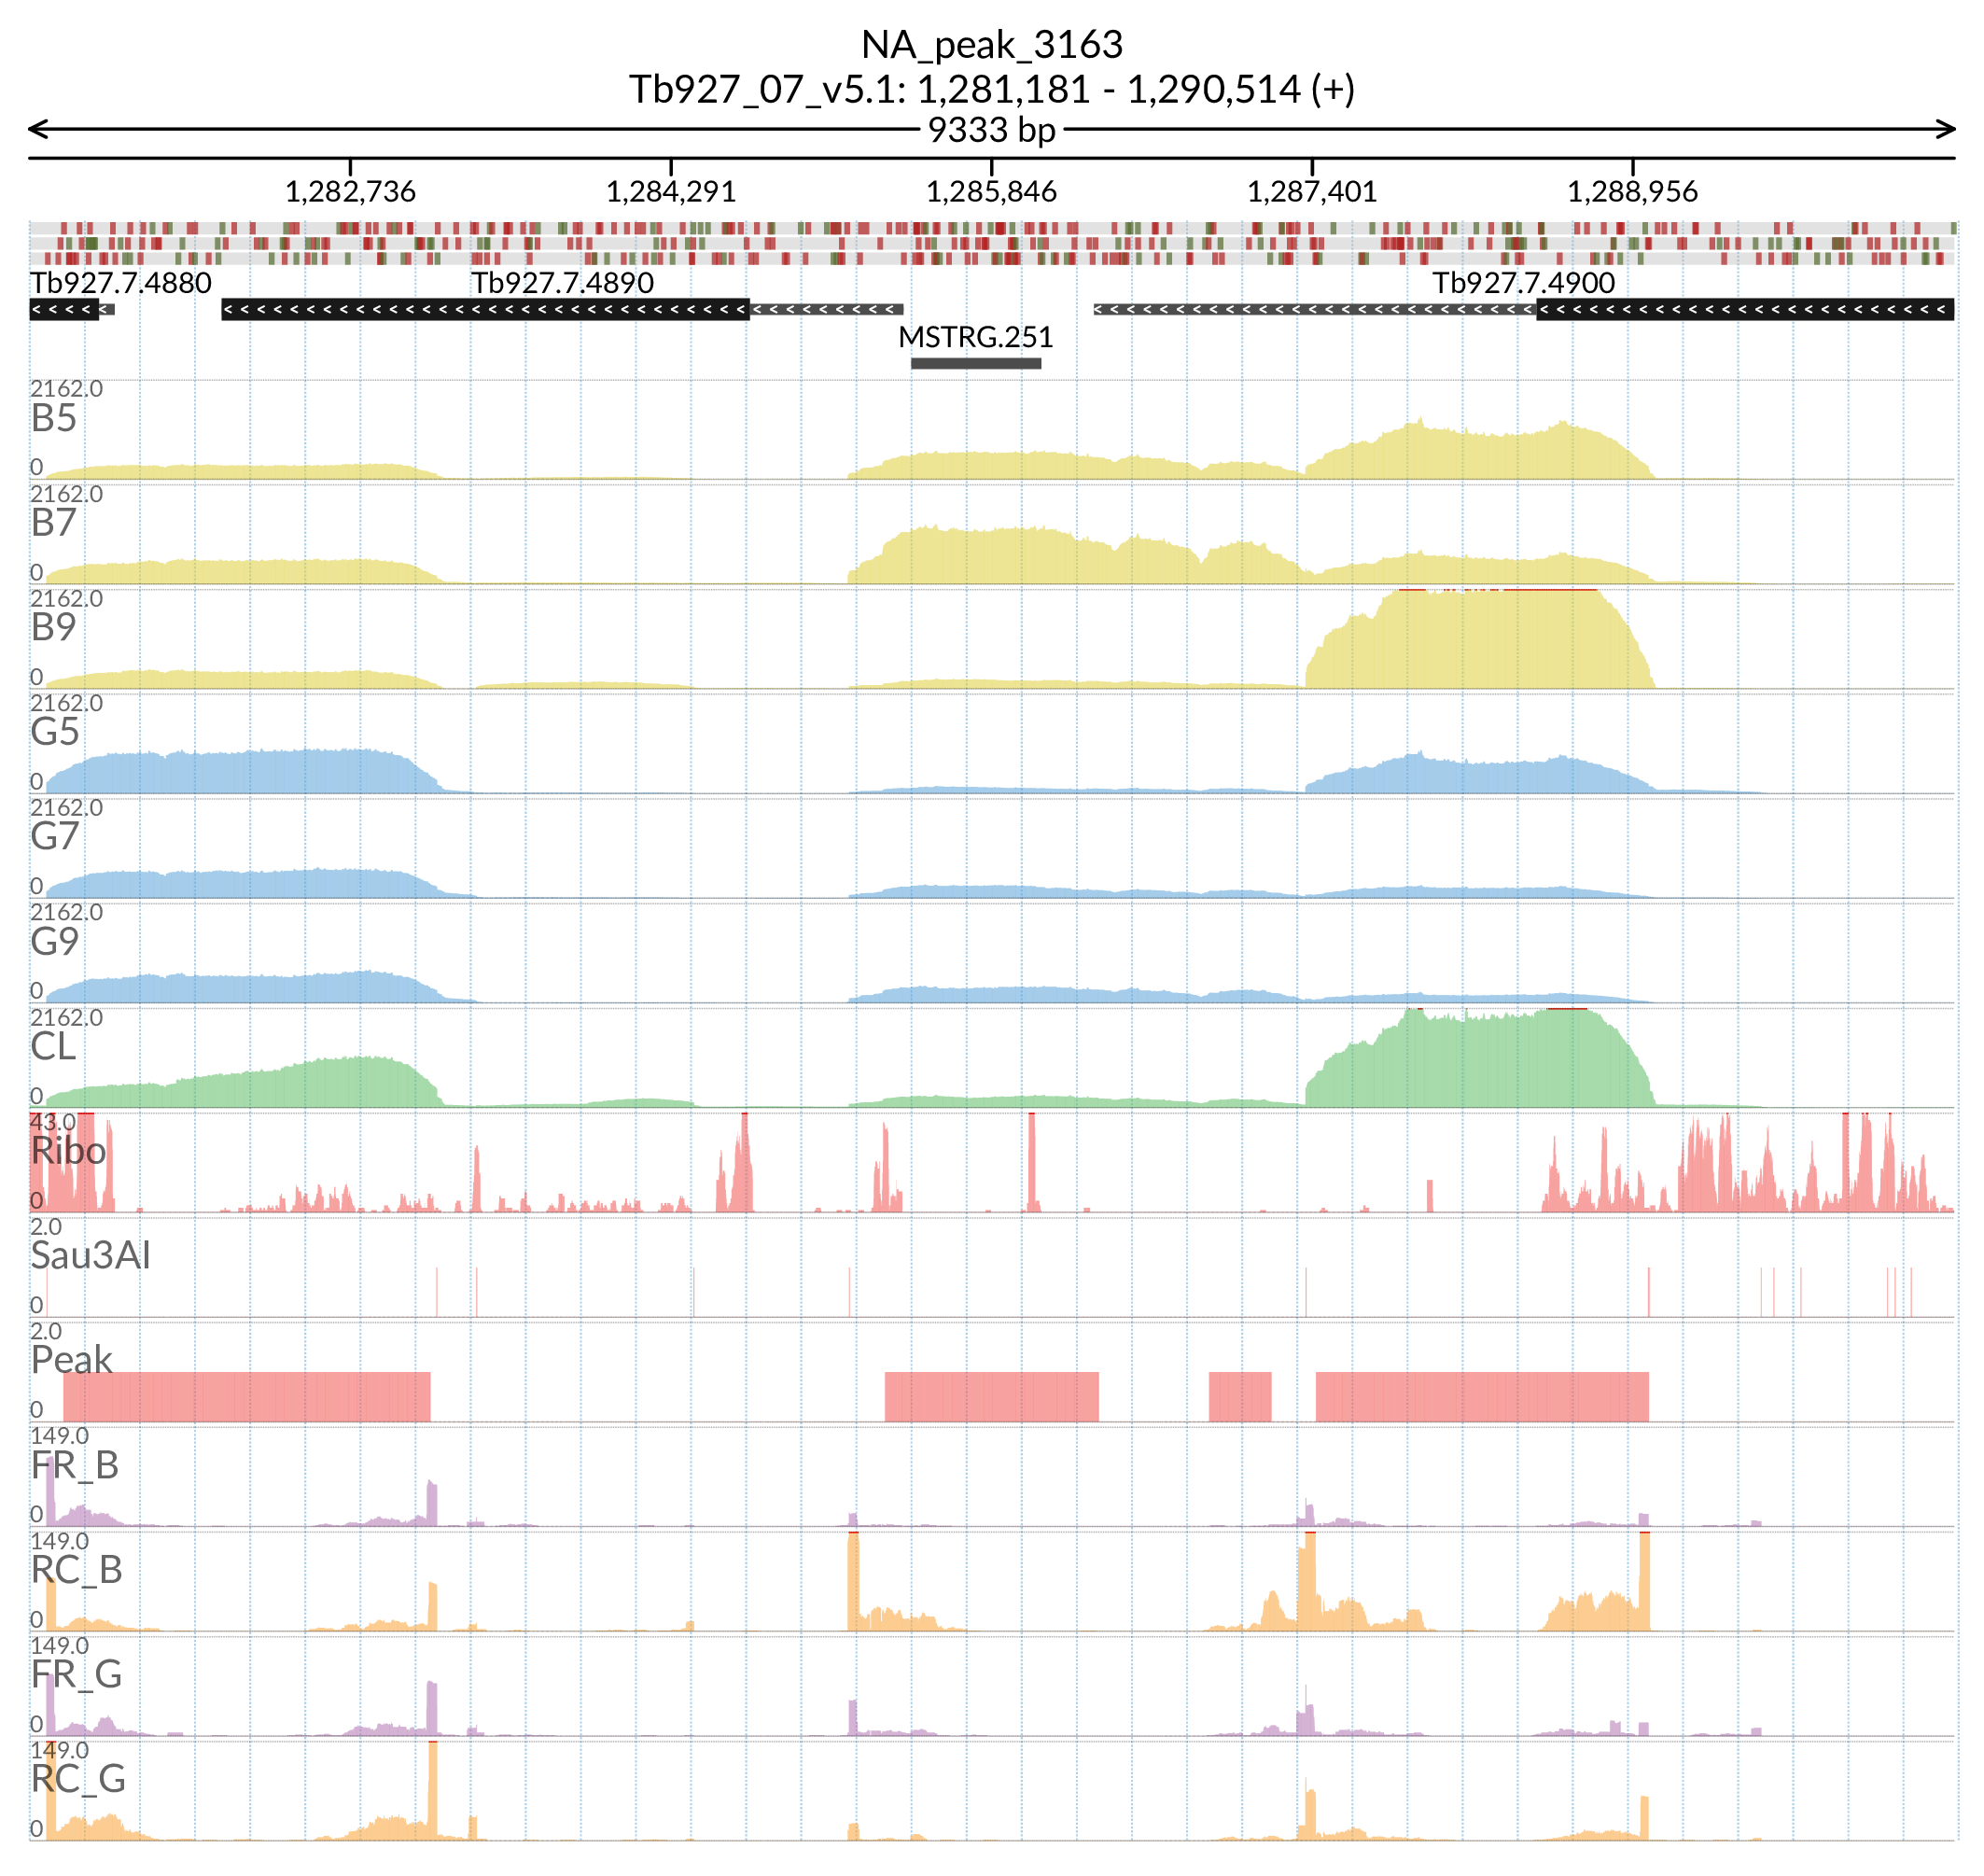 NA_peak_3163
Tb927_07_v5.1: 1,281,181 - 1,290,514 (+)
9333 bp
1,282,736 1,284,291 1,285,846 1,287,401 1,288,956
Tb927.7.4880 Tb927.7.4890 Tb927.7.4900
MSTRG.251
2162.0
B5
0
2162.0
B7
0
2162.0
B9
0
2162.0
G5
0
2162.0
G7
0
2162.0
G9
0
2162.0
CL
0
43.0
Ribo
0
2.0
Sau3AI
0
2.0
Peak
0
149.0
FR_B
0
149.0
RC_B
0
149.0
FR_G
0
149.0
RC_G
0